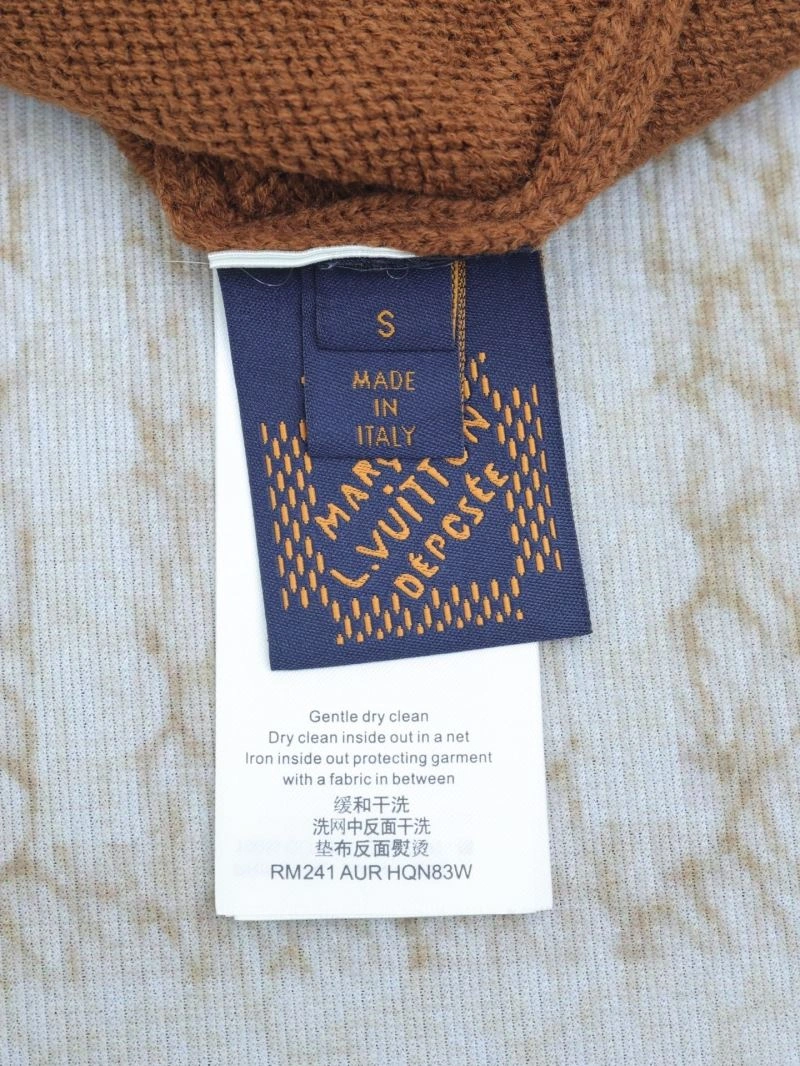 S
MADE
IN
ITALY
L.VUITTON
DÉPOSÉE
Gentle dry clean
Dry clean inside out in a net
Iron inside out protecting garment
with a fabric in between
缓和干洗
洗网中反面干洗
垫布反面熨烫
RM241 AUR HQN83W